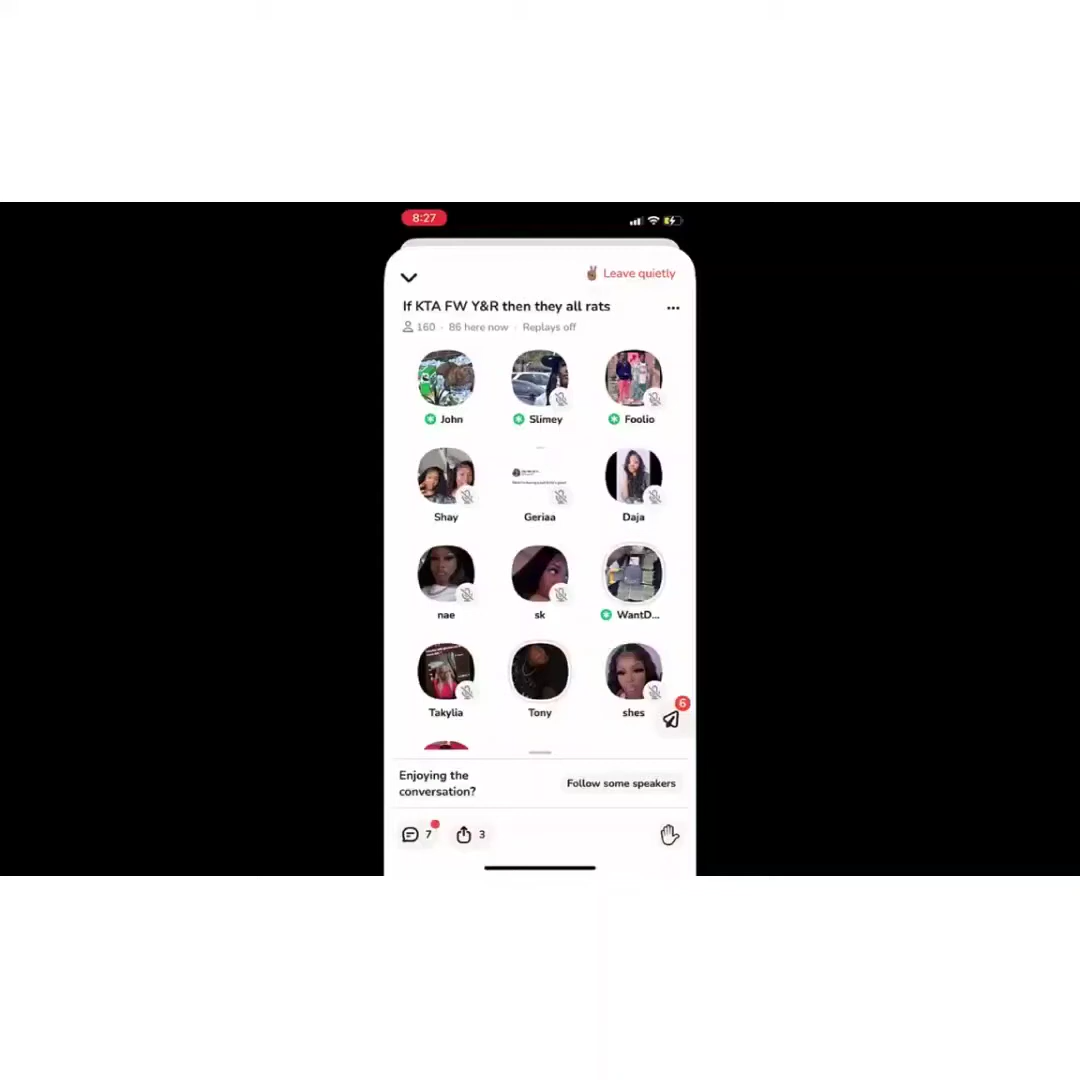 8:27
Leave quietly
If KTA FW Y&R then they all rats
160 · 86 here now · Replays off
John Slimey Foolio
Shay Geriaa Daja
nae sk WantD...
Takylia Tony shes
6
Enjoying the
conversation?
Follow some speakers
7 3